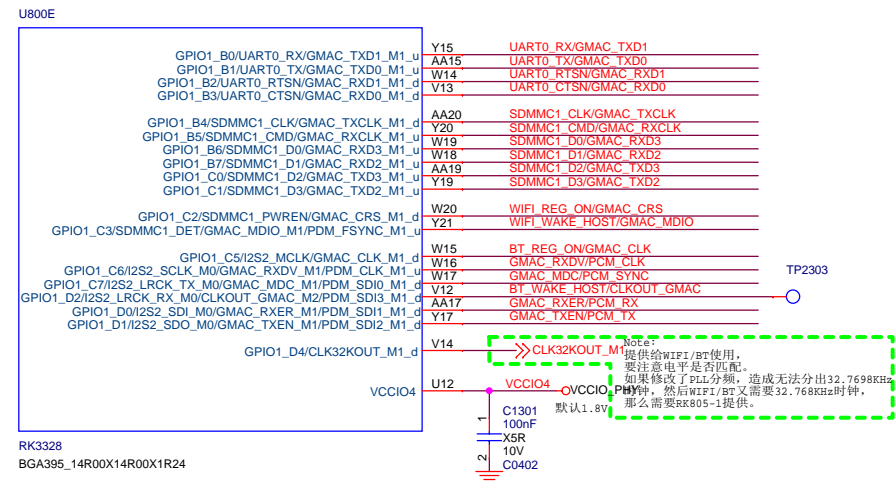 U800E
GPIO1_B0/UART0_RX/GMAC_TXD1_M1_u Y15 UART0_RX/GMAC_TXD1
GPIO1_B1/UART0_TX/GMAC_TXD0_M1_u AA15 UART0_TX/GMAC_TXD0
GPIO1_B2/UART0_RTSN/GMAC_RXD1_M1_d W14 UART0_RTSN/GMAC_RXD1
GPIO1_B3/UART0_CTSN/GMAC_RXD0_M1_d V13 UART0_CTSN/GMAC_RXD0
GPIO1_B4/SDMMC1_CLK/GMAC_TXCLK_M1_d AA20 SDMMC1_CLK/GMAC_TXCLK
GPIO1_B5/SDMMC1_CMD/GMAC_RXCLK_M1_u Y20 SDMMC1_CMD/GMAC_RXCLK
GPIO1_B6/SDMMC1_D0/GMAC_RXD3_M1_u W19 SDMMC1_D0/GMAC_RXD3
GPIO1_B7/SDMMC1_D1/GMAC_RXD2_M1_u W18 SDMMC1_D1/GMAC_RXD2
GPIO1_C0/SDMMC1_D2/GMAC_TXD3_M1_u AA19 SDMMC1_D2/GMAC_TXD3
GPIO1_C1/SDMMC1_D3/GMAC_TXD2_M1_u Y19 SDMMC1_D3/GMAC_TXD2
GPIO1_C2/SDMMC1_PWREN/GMAC_CRS_M1_d W20 WIFI_REG_ON/GMAC_CRS
GPIO1_C3/SDMMC1_DET/GMAC_MDIO_M1/PDM_FSYNC_M1_u Y21 WIFI_WAKE_HOST/GMAC_MDIO
GPIO1_C5/I2S2_MCLK/GMAC_CLK_M1_d W15 BT_REG_ON/GMAC_CLK
GPIO1_C6/I2S2_SCLK_M0/GMAC_RXDV_M1/PDM_CLK_M1_u W16 GMAC_RXDV/PCM_CLK
GPIO1_C7/I2S2_LRCK_TX_M0/GMAC_MDC_M1/PDM_SDI0_M1_d W17 GMAC_MDC/PCM_SYNC
GPIO1_D2/I2S2_LRCK_RX_M0/CLKOUT_GMAC_M2/PDM_SDI3_M1_d V12 BT_WAKE_HOST/CLKOUT_GMAC TP2303
GPIO1_D0/I2S2_SDI_M0/GMAC_RXER_M1/PDM_SDI1_M1_d AA17 GMAC_RXER/PCM_RX
GPIO1_D1/I2S2_SDO_M0/GMAC_TXEN_M1/PDM_SDI2_M1_d Y17 GMAC_TXEN/PCM_TX
GPIO1_D4/CLK32KOUT_M1_d V14 CLK32KOUT_M1
Note:
提供给WIFI/BT使用，
要注意电平是否匹配。
如果修改了PLL分频，造成无法分出32.7698KHz
时钟，然后WIFI/BT又需要32.768KHz时钟，
那么需要RK805-1提供。
VCCIO4 U12 VCCIO4 VCCIO_PHY
默认1.8V
1
C1301
100nF
X5R
10V
2
C0402
RK3328
BGA395_14R00X14R00X1R24